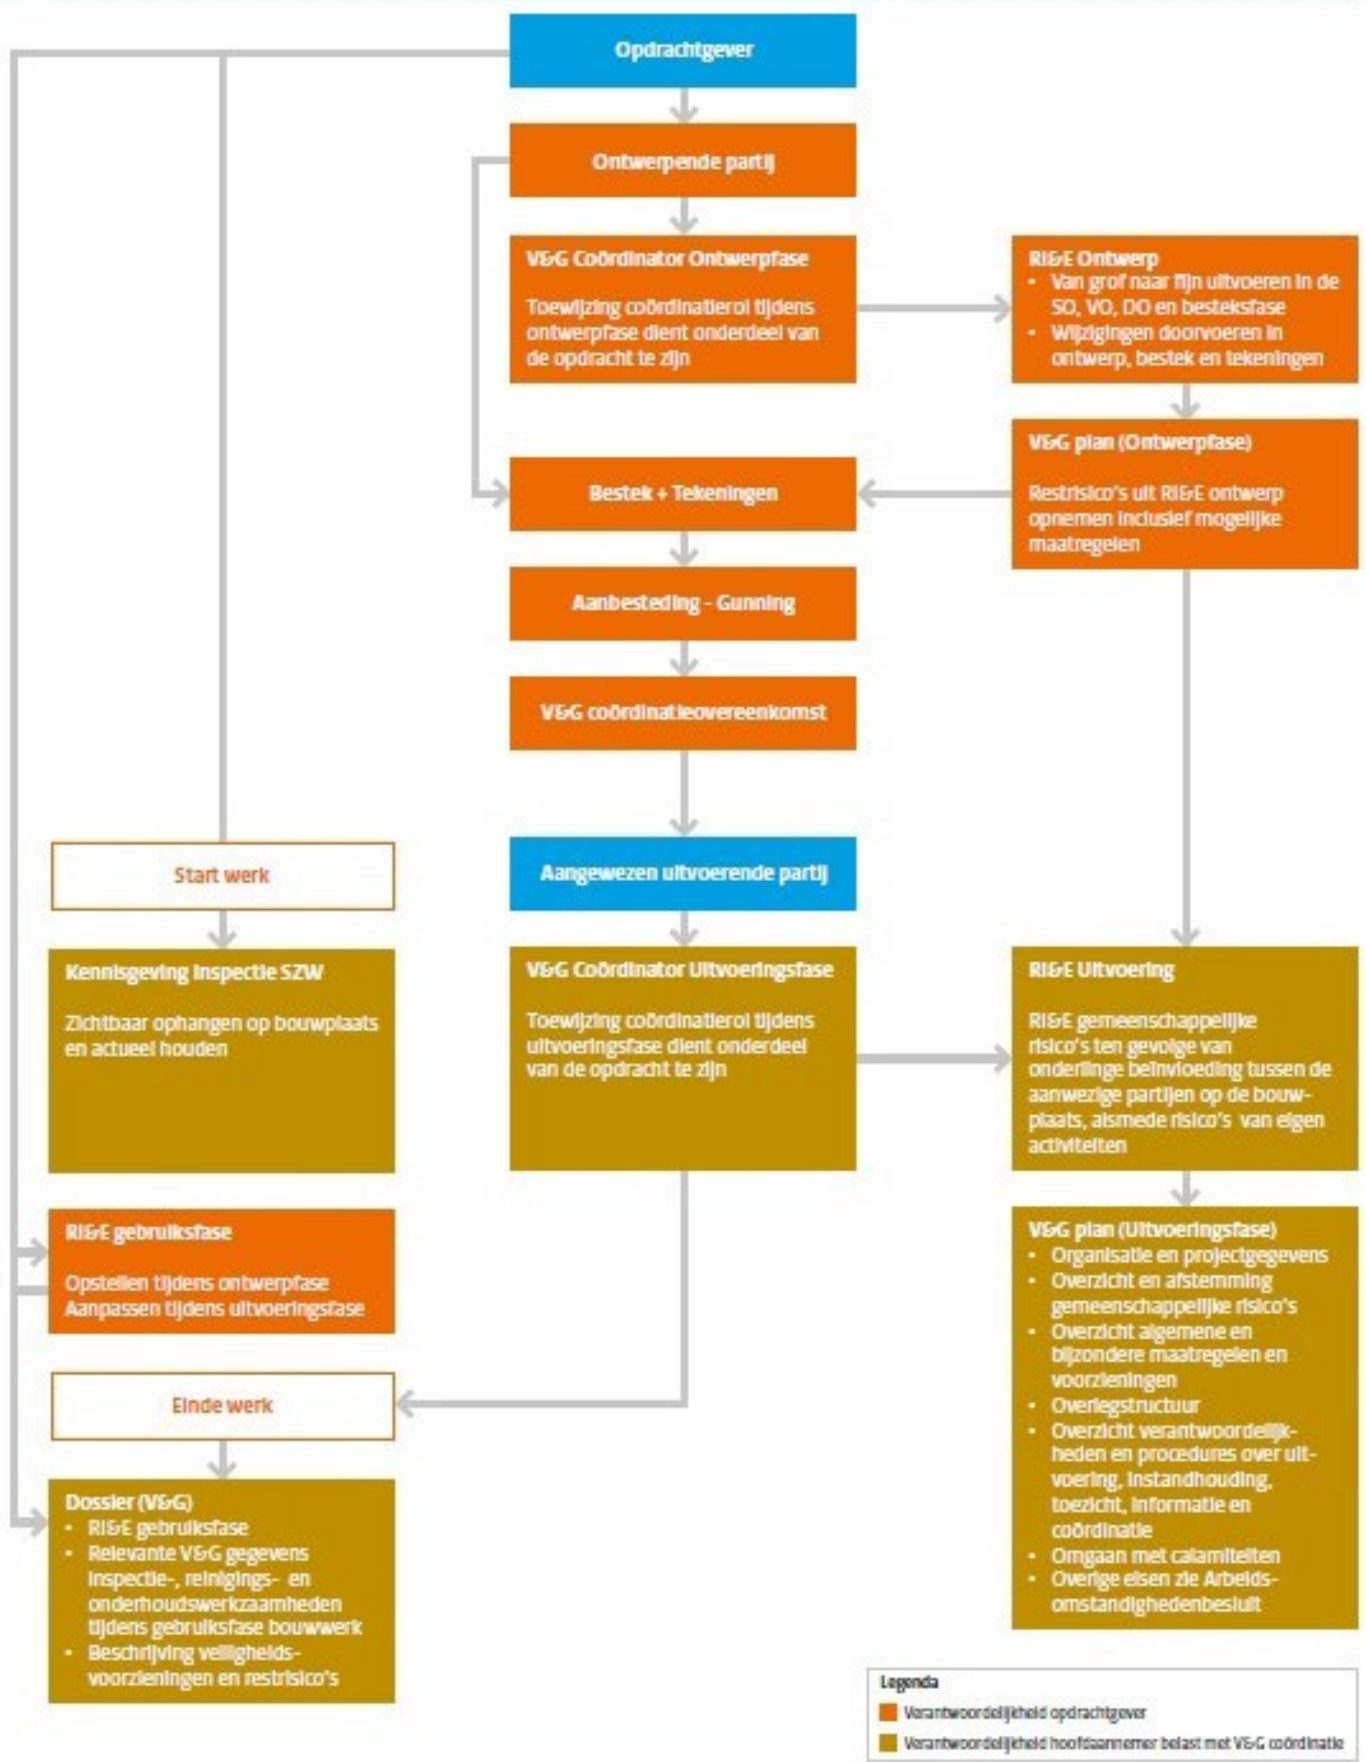 Opdrachtgever
Ontwerpende partij
V&G Coördinator Ontwerpfase
Toewijzing coördinatierol tijdens
ontwerpfase dient onderdeel van
de opdracht te zijn
RI&E Ontwerp
• Van grof naar fijn uitvoeren in de
SO, VO, DO en besteksfase
• Wijzigingen doorvoeren in
ontwerp, bestek en tekeningen
V&G plan (Ontwerpfase)
Restrisico's uit RI&E ontwerp
opnemen inclusief mogelijke
maatregelen
Bestek + Tekeningen
Aanbesteding - Gunning
V&G coördinatieovereenkomst
Start werk
Aangewezen uitvoerende partij
Kennisgeving Inspectie SZW
Zichtbaar ophangen op bouwplaats
en actueel houden
V&G Coördinator Uitvoeringsfase
Toewijzing coördinatierol tijdens
uitvoeringsfase dient onderdeel
van de opdracht te zijn
RI&E Uitvoering
RI&E gemeenschappelijke
risico's ten gevolge van
onderlinge beïnvloeding tussen de
aanwezige partijen op de bouw-
plaats, alsmede risico's van eigen
activiteiten
RI&E gebruiksfase
Opstellen tijdens ontwerpfase
Aanpassen tijdens uitvoeringsfase
V&G plan (Uitvoeringsfase)
• Organisatie en projectgegevens
• Overzicht en afstemming
gemeenschappelijke risico's
• Overzicht algemene en
bijzondere maatregelen en
voorzieningen
• Overlegstructuur
• Overzicht verantwoordelijk-
heden en procedures over uit-
voering, instandhouding,
toezicht, informatie en
coördinatie
• Omgaan met calamiteiten
• Overige eisen zie Arbeids-
omstandighedenbesluit
Einde werk
Dossier (V&G)
• RI&E gebruiksfase
• Relevante V&G gegevens
inspectie-, reinigings- en
onderhoudswerkzaamheden
tijdens gebruiksfase bouwwerk
• Beschrijving veiligheids-
voorzieningen en restrisico's
Legenda
Verantwoordelijkheid opdrachtgever
Verantwoordelijkheid hoofdaannemer belast met V&G coördinatie